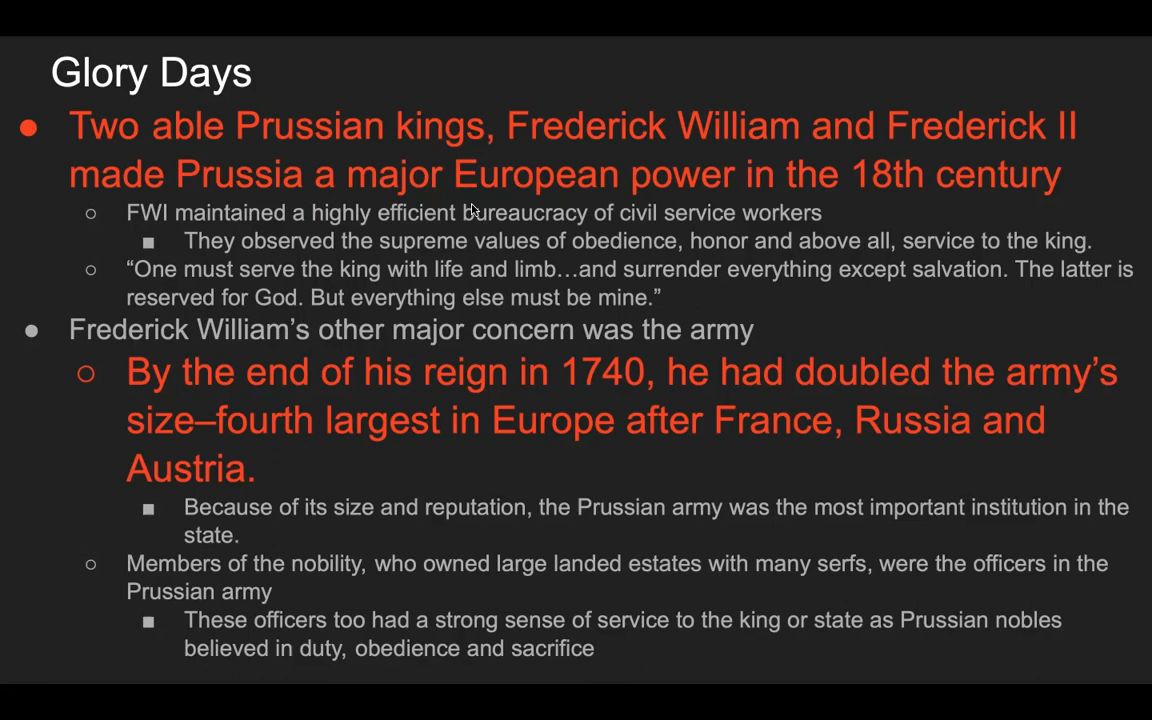 Glory Days
● Two able Prussian kings, Frederick William and Frederick II
made Prussia a major European power in the 18th century
○ FWI maintained a highly efficient bureaucracy of civil service workers
■ They observed the supreme values of obedience, honor and above all, service to the king.
○ “One must serve the king with life and limb…and surrender everything except salvation. The latter is
reserved for God. But everything else must be mine.”
● Frederick William’s other major concern was the army
○ By the end of his reign in 1740, he had doubled the army’s
size–fourth largest in Europe after France, Russia and
Austria.
■ Because of its size and reputation, the Prussian army was the most important institution in the
state.
○ Members of the nobility, who owned large landed estates with many serfs, were the officers in the
Prussian army
■ These officers too had a strong sense of service to the king or state as Prussian nobles
believed in duty, obedience and sacrifice